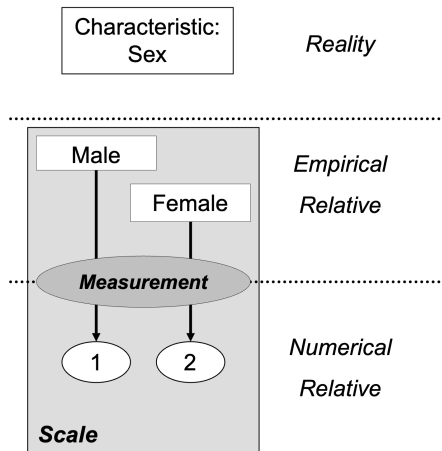 Characteristic:
Sex
Reality
Male
Empirical
Relative
Female
Measurement
1
2
Numerical
Relative
Scale